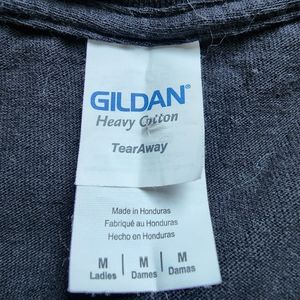 GILDAN®
Heavy Cotton
TearAway
Made in Honduras
Fabriqué au Honduras
Hecho en Honduras
M | M | M
Ladies | Dames | Damas